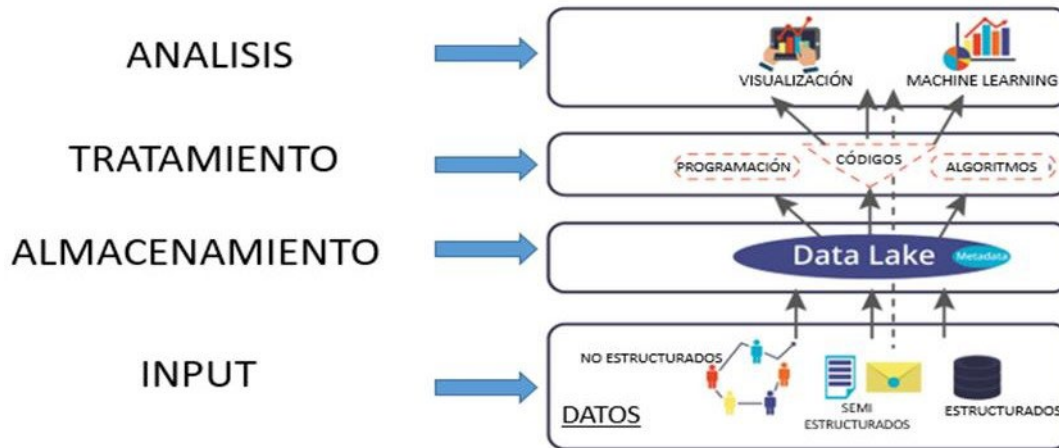 ANALISIS
VISUALIZACIÓN
MACHINE LEARNING
TRATAMIENTO
PROGRAMACIÓN
CÓDIGOS
ALGORITMOS
ALMACENAMIENTO
Data Lake
Metadata
INPUT
NO ESTRUCTURADOS
SEMI
ESTRUCTURADOS
ESTRUCTURADOS
DATOS